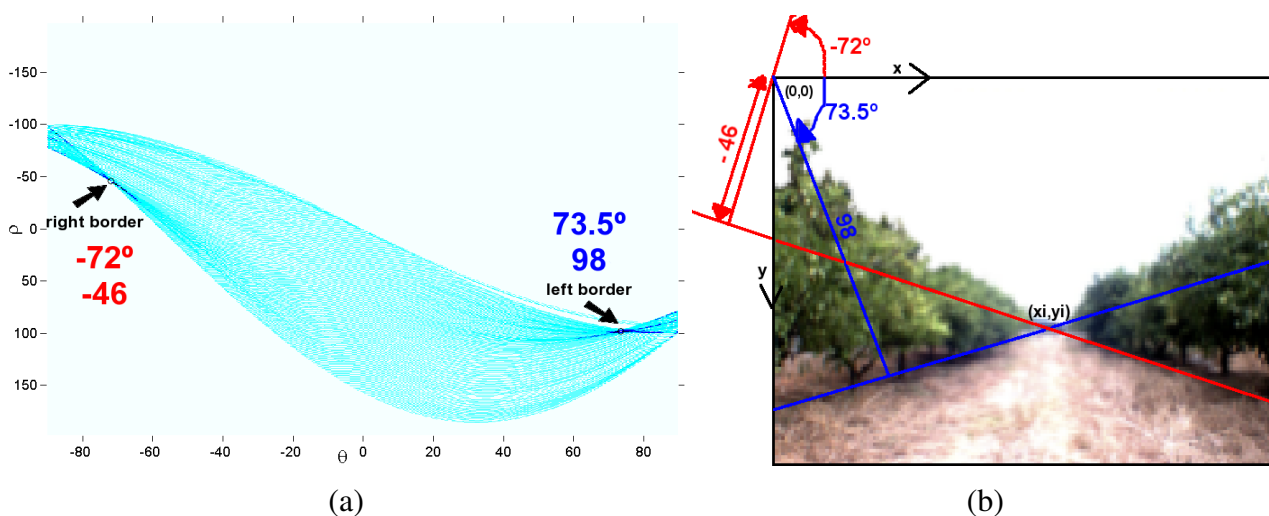 -150
-100
-50
0
50
100
150
ρ
-80
-60
-40
-20
0
20
40
60
80
θ
right border
-72º
-46
73.5º
98
left border
(a)
-72º
x
(0,0)
73.5º
- 46
98
y
(xi,yi)
(b)